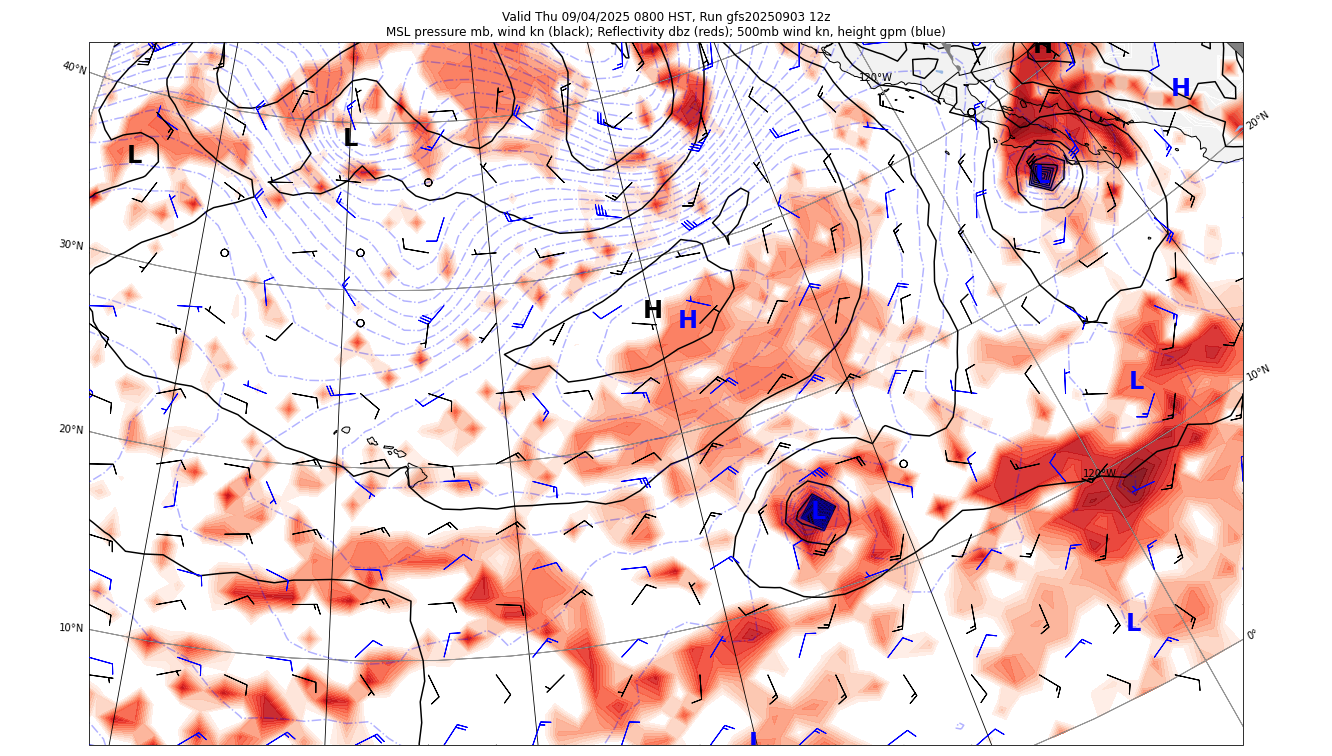 Valid Thu 09/04/2025 0800 HST, Run gfs20250903 12z
MSL pressure mb, wind kn (black); Reflectivity dbz (reds); 500mb wind kn, height gpm (blue)
H
40°N
120°W
H
20°N
L
L
L
30°N
H
H
10°N
L
20°N
120°W
L
10°N
L
0°
L